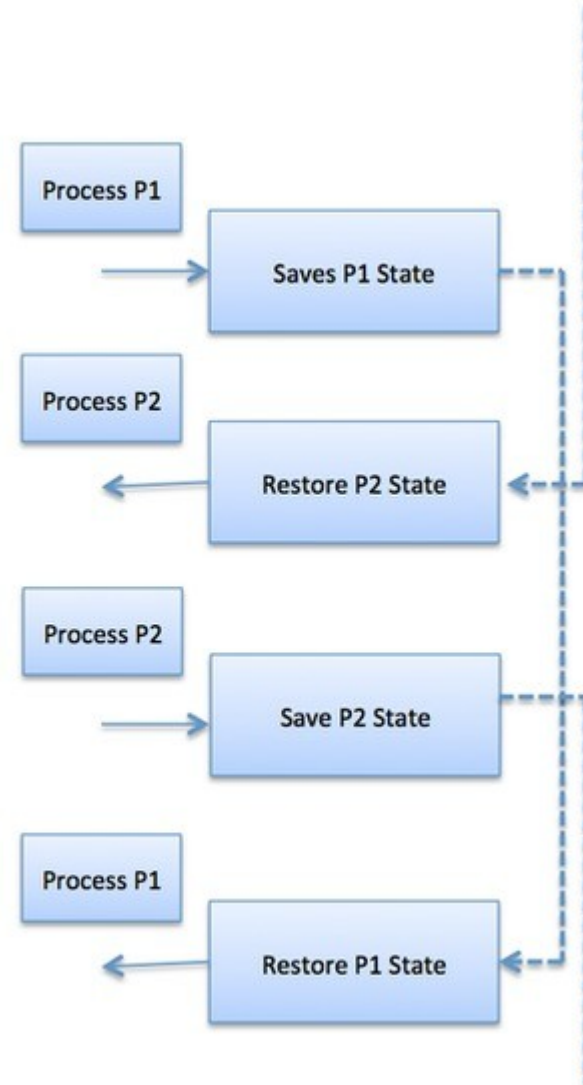 Process P1
Saves P1 State
Process P2
Restore P2 State
Process P2
Save P2 State
Process P1
Restore P1 State